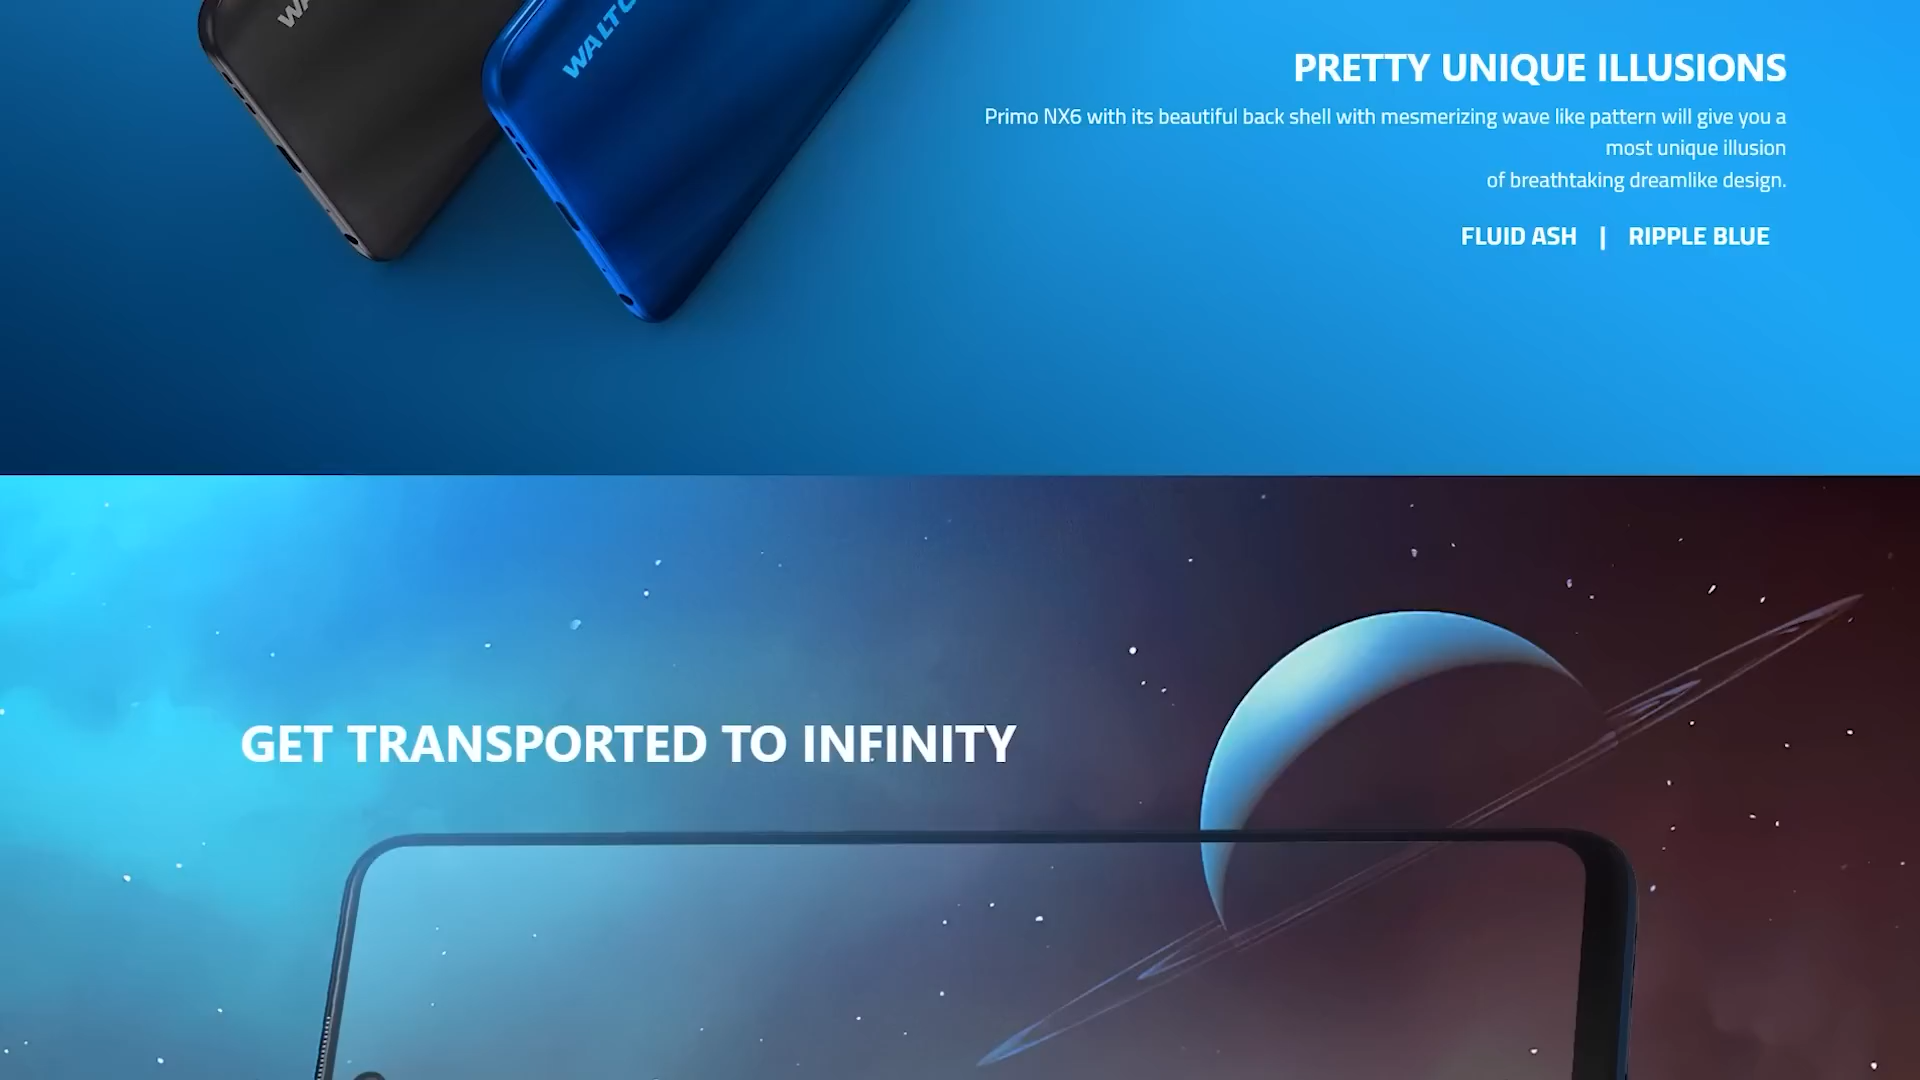 PRETTY UNIQUE ILLUSIONS
Primo NX6 with its beautiful back shell with mesmerizing wave like pattern will give you a
most unique illusion
of breathtaking dreamlike design.
FLUID ASH | RIPPLE BLUE
GET TRANSPORTED TO INFINITY